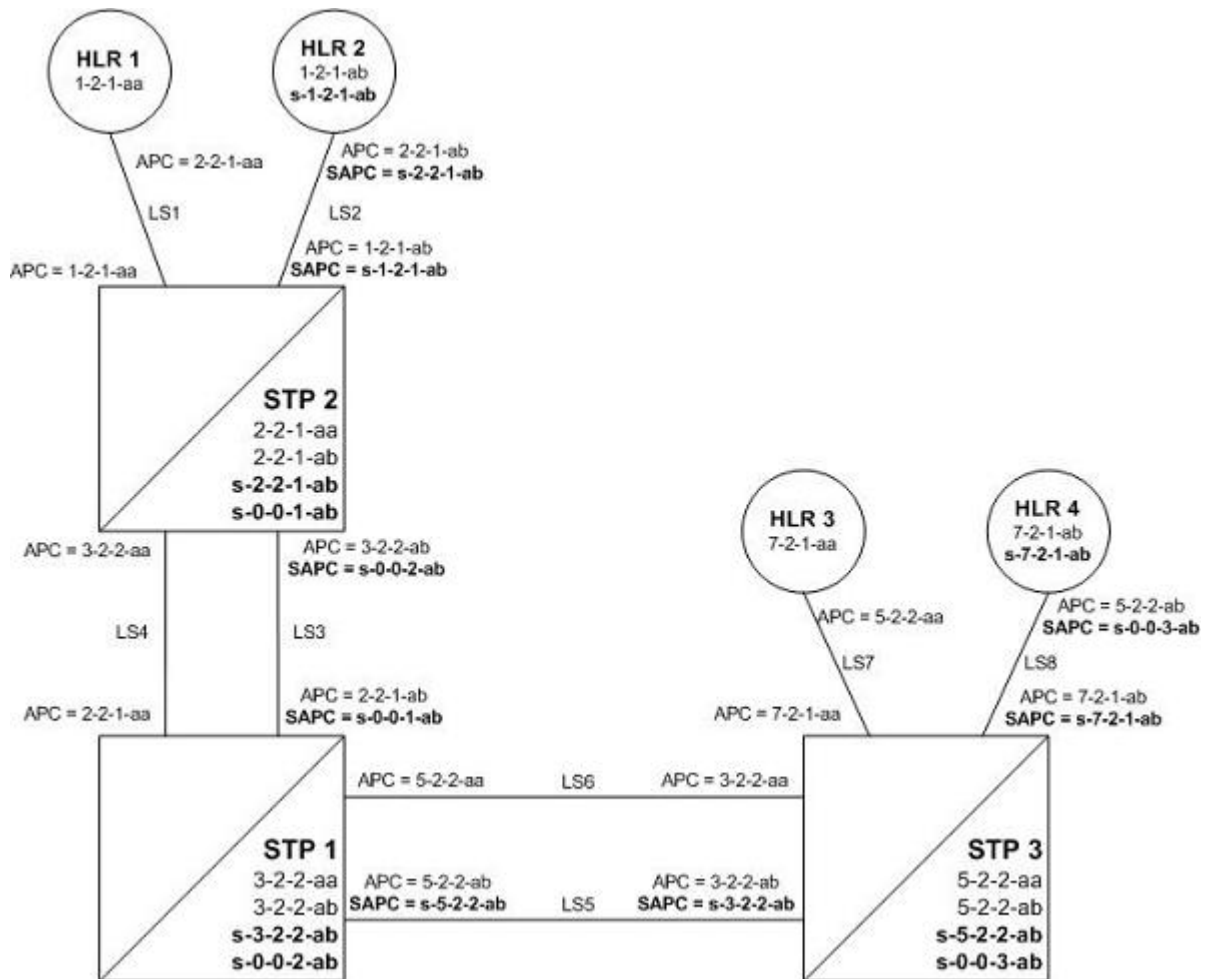 HLR 1
1-2-1-aa
HLR 2
1-2-1-ab
s-1-2-1-ab
APC = 2-2-1-aa
APC = 2-2-1-ab
SAPC = s-2-2-1-ab
LS1
LS2
APC = 1-2-1-aa
APC = 1-2-1-ab
SAPC = s-1-2-1-ab
STP 2
2-2-1-aa
2-2-1-ab
s-2-2-1-ab
s-0-0-1-ab
APC = 3-2-2-aa
APC = 3-2-2-ab
SAPC = s-0-0-2-ab
LS4
LS3
APC = 2-2-1-aa
APC = 2-2-1-ab
SAPC = s-0-0-1-ab
HLR 3
7-2-1-aa
HLR 4
7-2-1-ab
s-7-2-1-ab
APC = 5-2-2-aa
APC = 5-2-2-ab
SAPC = s-0-0-3-ab
LS7
LS8
APC = 7-2-1-aa
APC = 7-2-1-ab
SAPC = s-7-2-1-ab
STP 1
3-2-2-aa
3-2-2-ab
s-3-2-2-ab
s-0-0-2-ab
APC = 5-2-2-aa
LS6
APC = 3-2-2-aa
APC = 5-2-2-ab
SAPC = s-5-2-2-ab
LS5
APC = 3-2-2-ab
SAPC = s-3-2-2-ab
STP 3
5-2-2-aa
5-2-2-ab
s-5-2-2-ab
s-0-0-3-ab